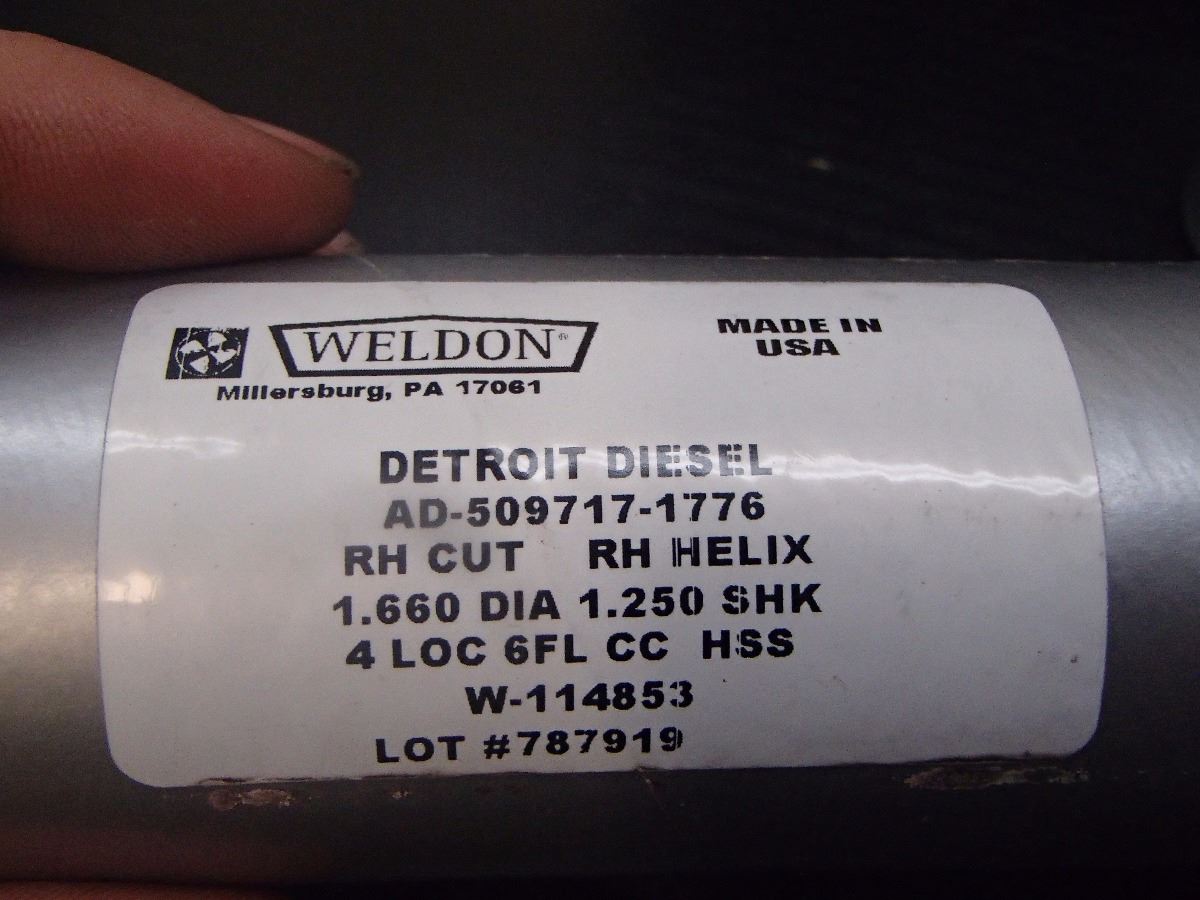 WELDON®
Millersburg, PA 17061
MADE IN
USA
DETROIT DIESEL
AD-509717-1776
RH CUT RH HELIX
1.660 DIA 1.250 SHK
4 LOC 6FL CC HSS
W-114853
LOT #787919